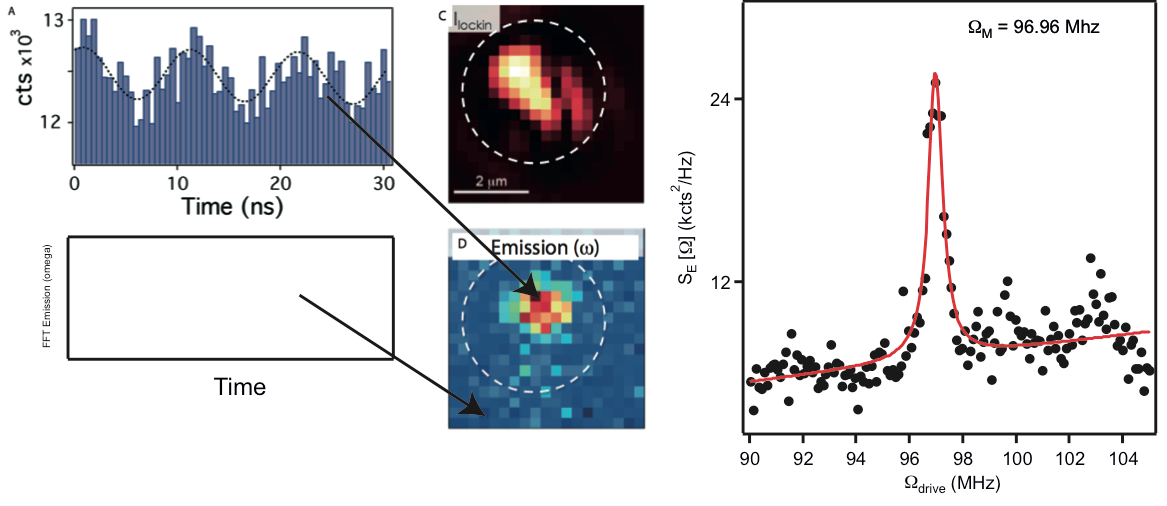 A
13
12
cts x10³
0
10
20
30
Time (ns)
FFT Emission (omega)
Time
C
Ilockin
2 μm
D
Emission (ω)
Ω_M = 96.96 Mhz
24
12
S_E [Ω] (kcts²/Hz)
90
92
94
96
98
100
102
104
Ω_drive (MHz)